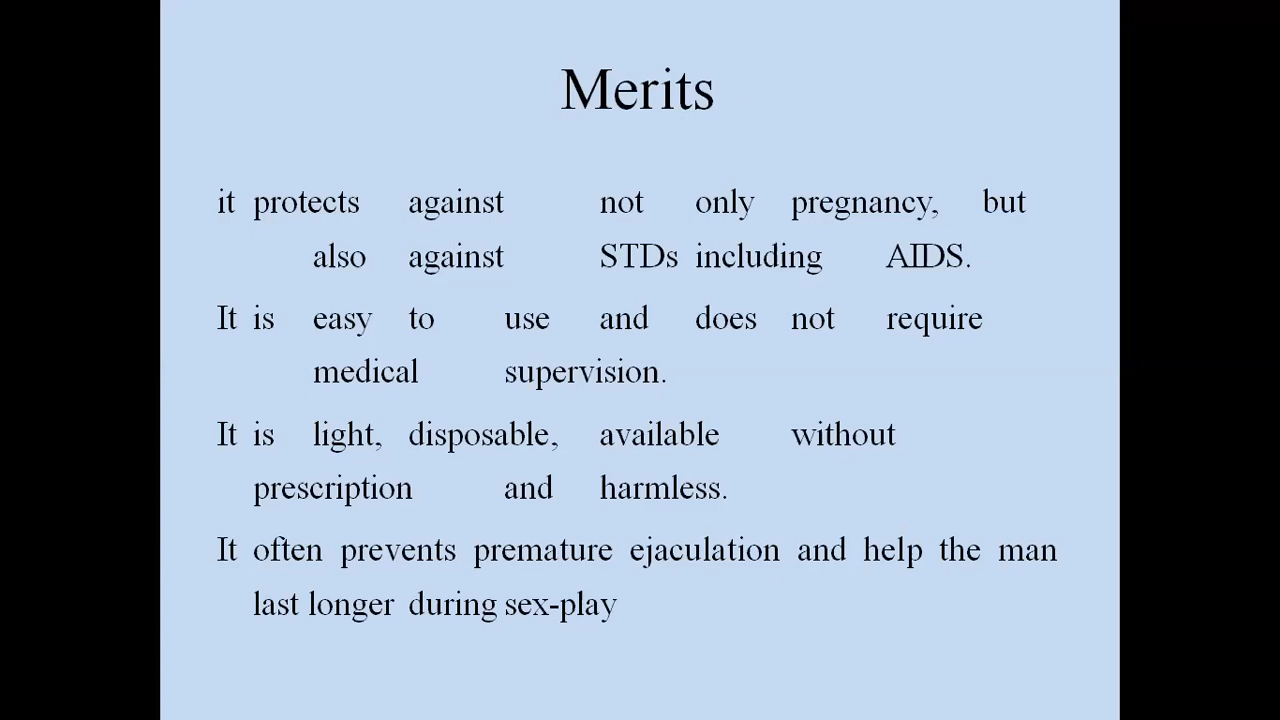 Merits
it protects against not only pregnancy, but
also against STDs including AIDS.
It is easy to use and does not require
medical supervision.
It is light, disposable, available without
prescription and harmless.
It often prevents premature ejaculation and help the man
last longer during sex-play